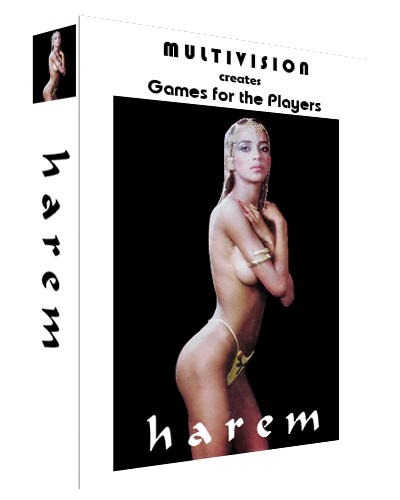 MULTIVISION
creates
Games for the Players
harem
harem